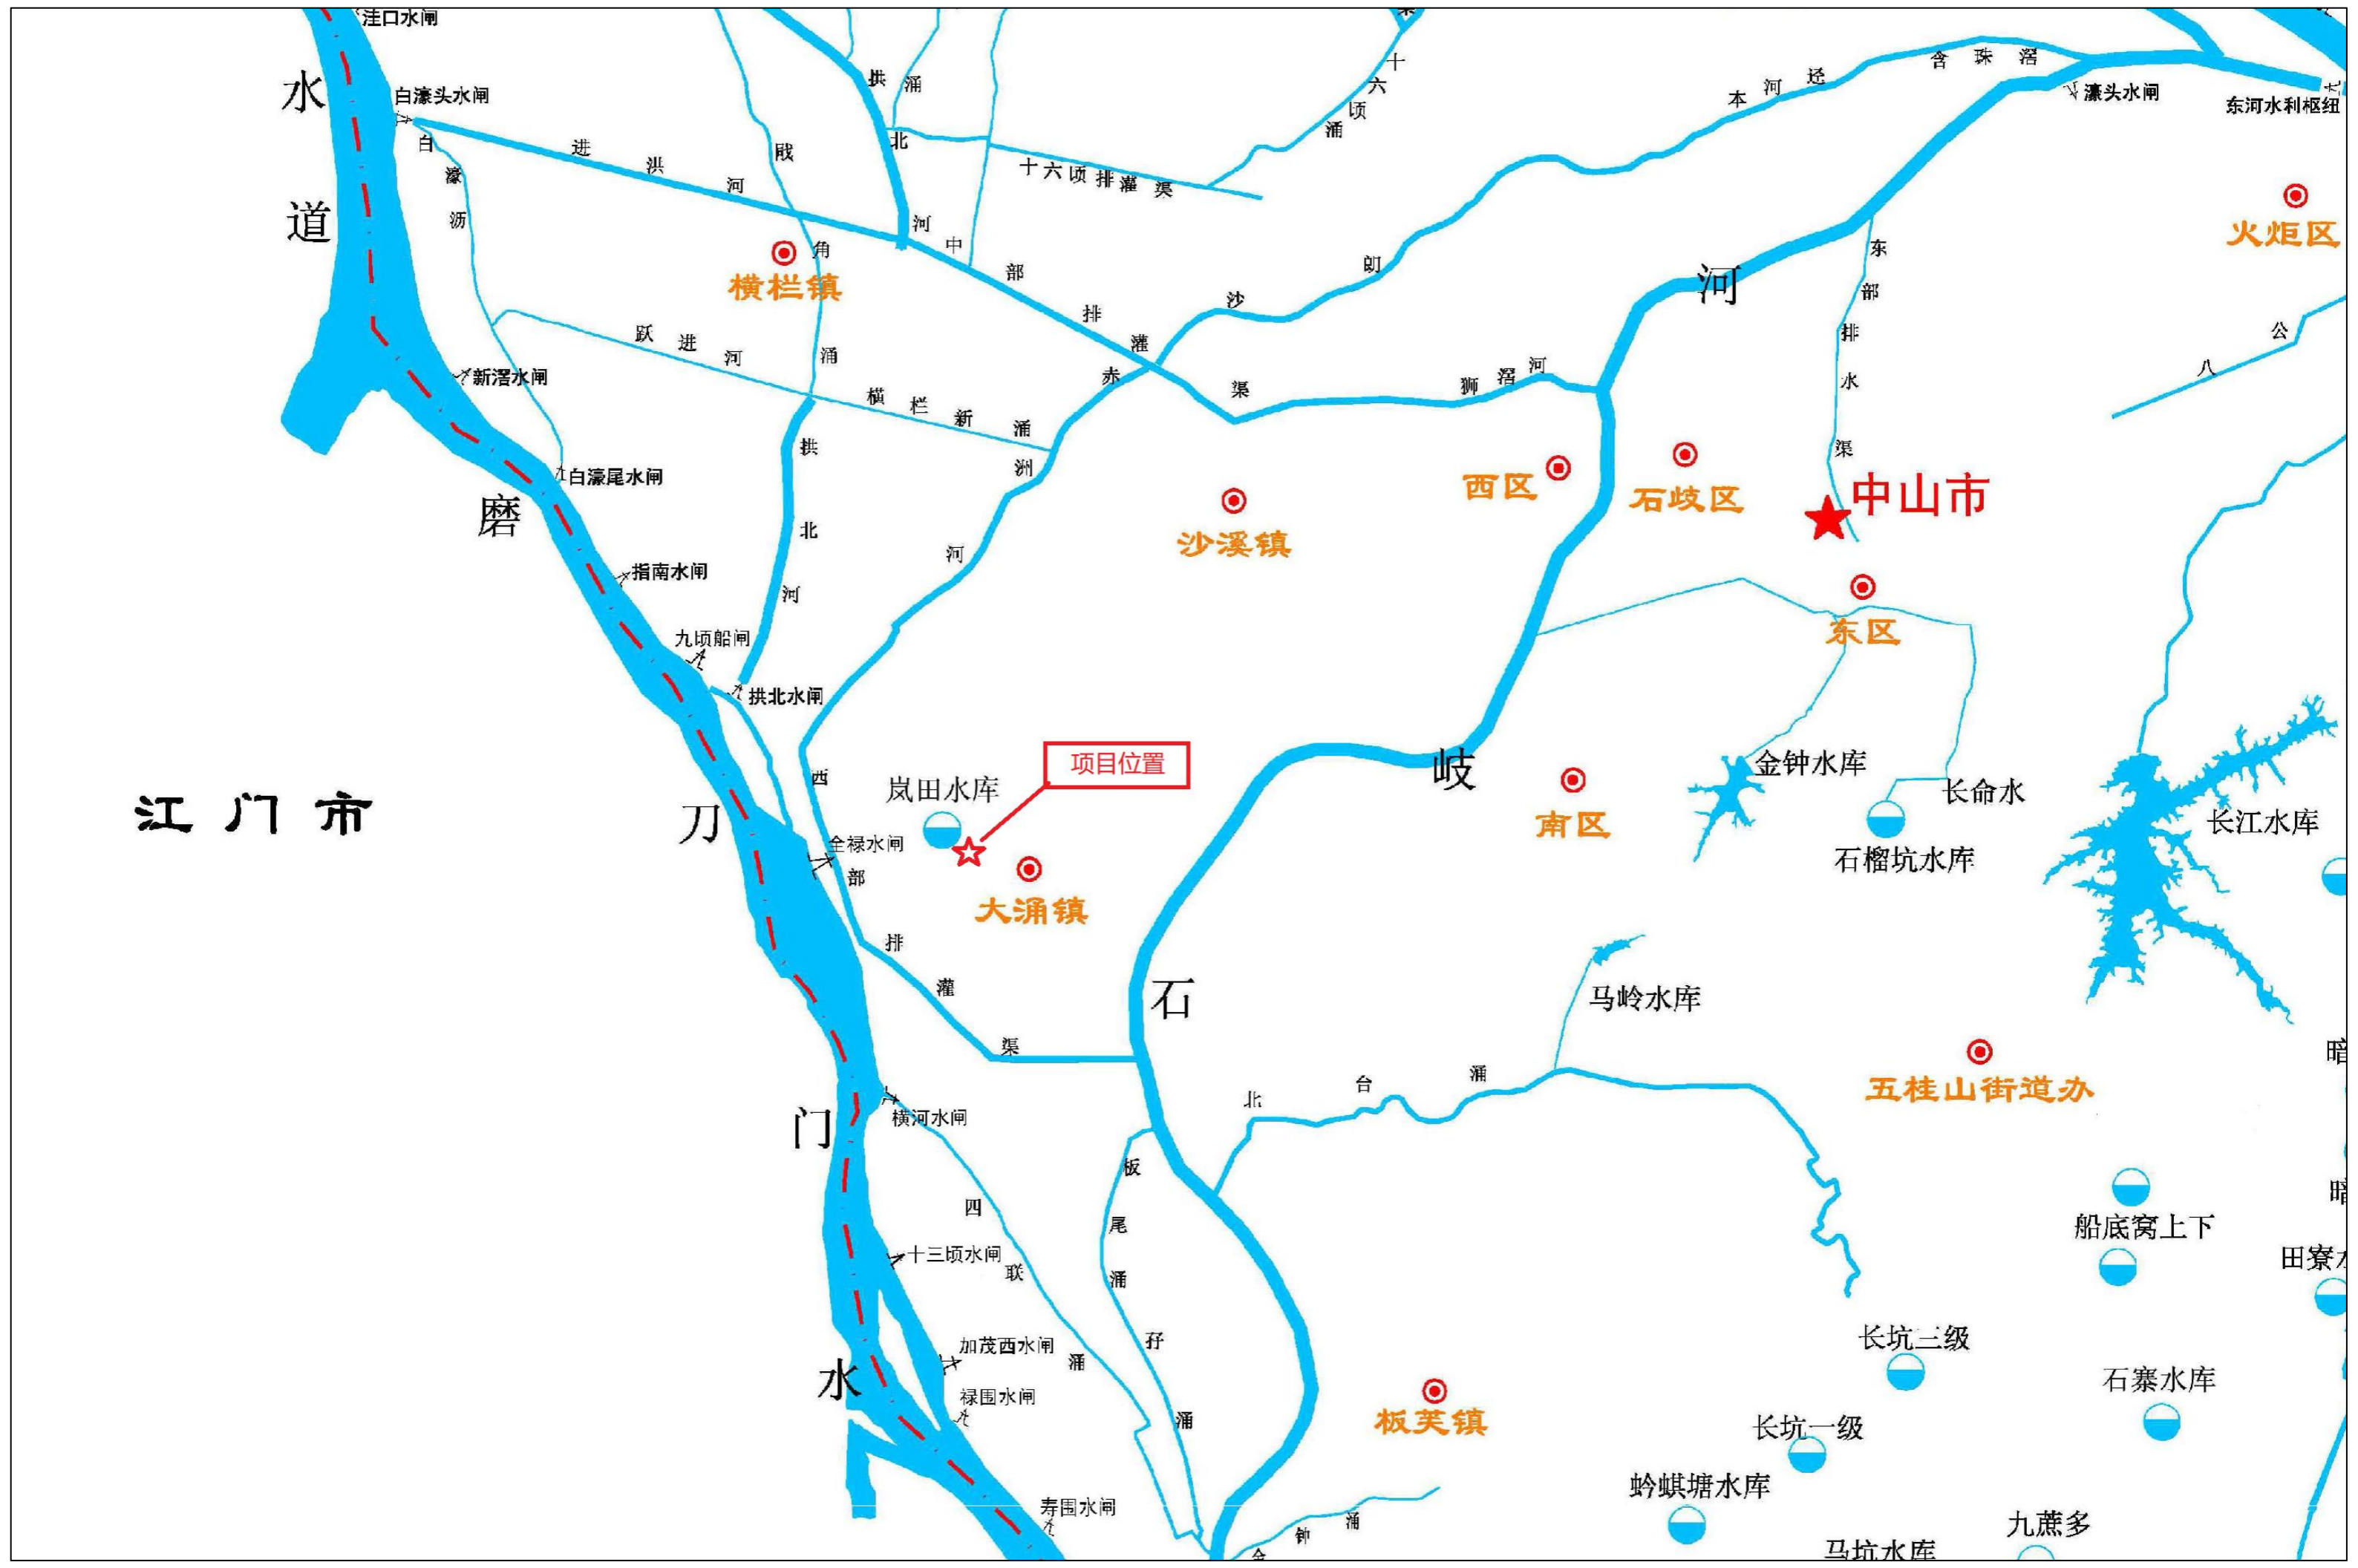 洼口水闸
水道
白濠头水闸
白濠沥
进洪河
戙角涌
拱北河
涌
十六顷涌
十六顷排灌渠
中部排灌渠
本河迳
含珠滘
濠头水闸
东河水利枢纽
火炬区
横栏镇
跃进河
横栏新涌
新滘水闸
沙朗
赤洲河
狮滘河
河
东部排水渠
八公
白濠尾水闸
磨
西区
石歧区
中山市
沙溪镇
指南水闸
拱北河
东区
九顷船闸
拱北水闸
项目位置
岐
金钟水库
长命水
岚田水库
南区
石榴坑水库
长江水库
江门市
刀
全禄水闸
西部排灌渠
大涌镇
石
马岭水库
五桂山街道办
暗
北台涌
门
横河水闸
板尾涌
孖涌
四联涌
暗
船底窝上下
田寮水
十三顷水闸
加茂西水闸
水
禄围水闸
长坑三级
石寨水库
板芙镇
长坑一级
蛉蜞塘水库
寿围水闸
金钟涌
九蔗多
马坑水库